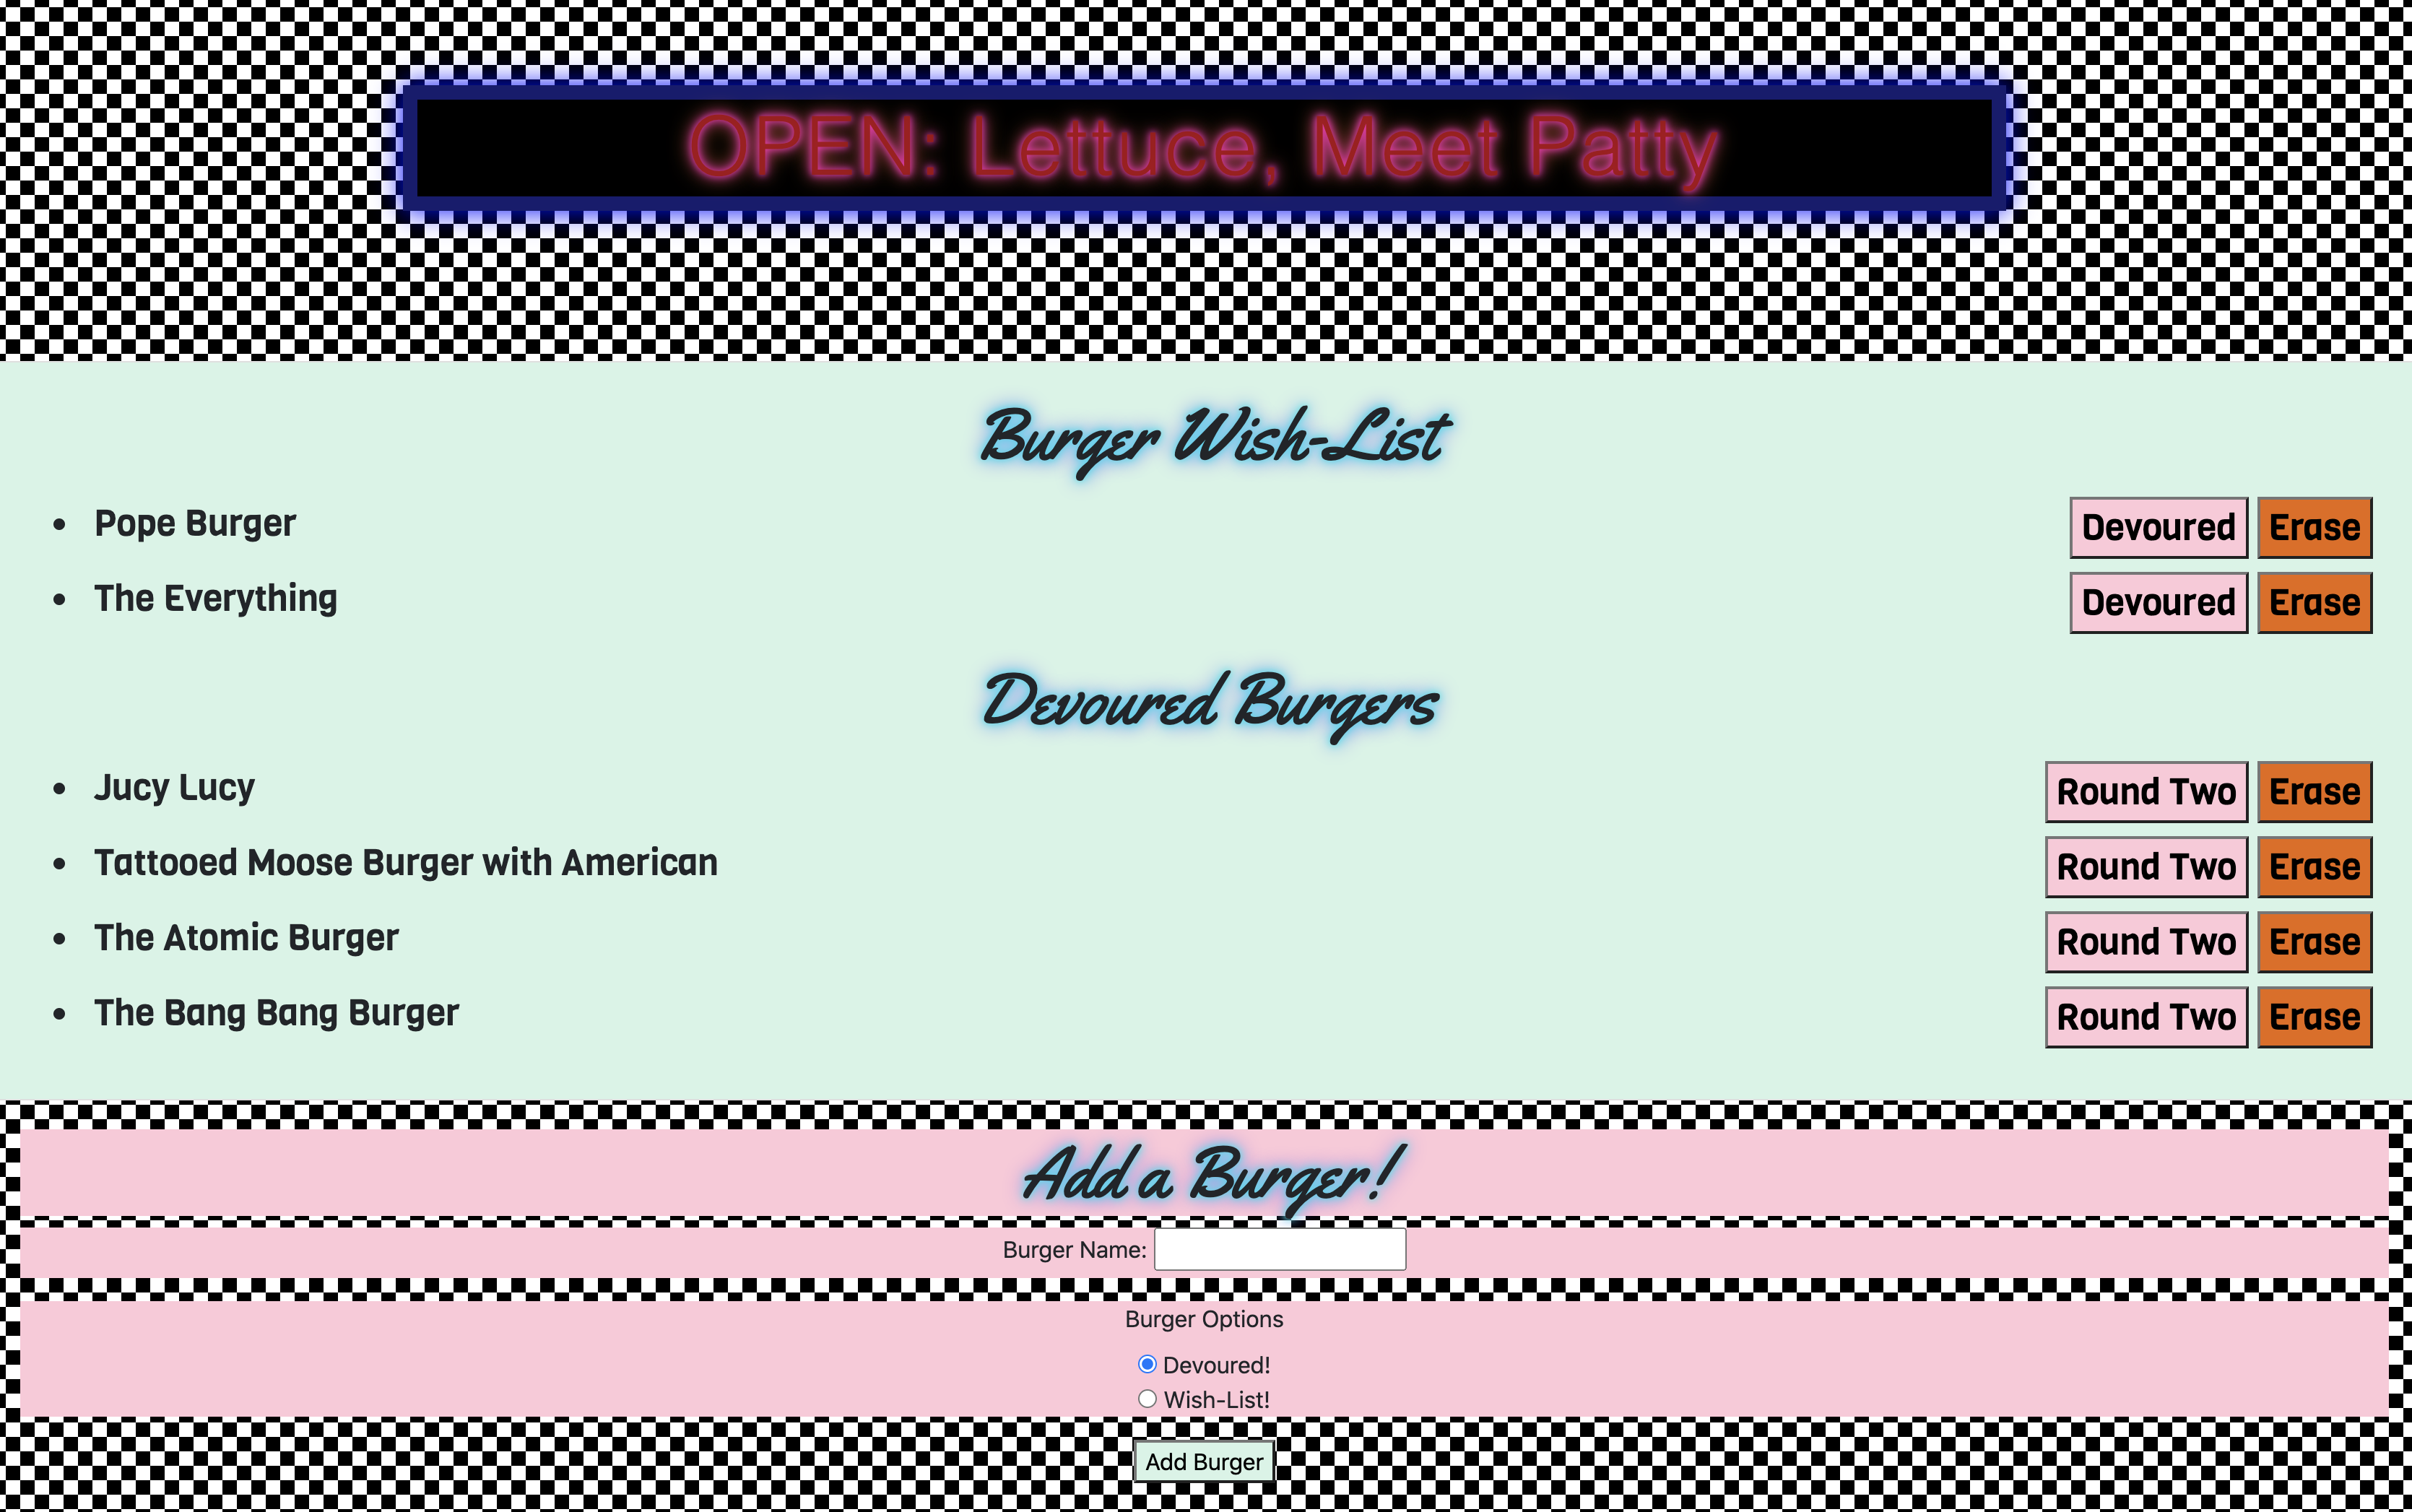 OPEN: Lettuce, Meet Patty
Burger Wish-List
Pope Burger Devoured Erase
The Everything Devoured Erase
Devoured Burgers
Jucy Lucy Round Two Erase
Tattooed Moose Burger with American Round Two Erase
The Atomic Burger Round Two Erase
The Bang Bang Burger Round Two Erase
Add a Burger!
Burger Name:
Burger Options
Devoured!
Wish-List!
Add Burger